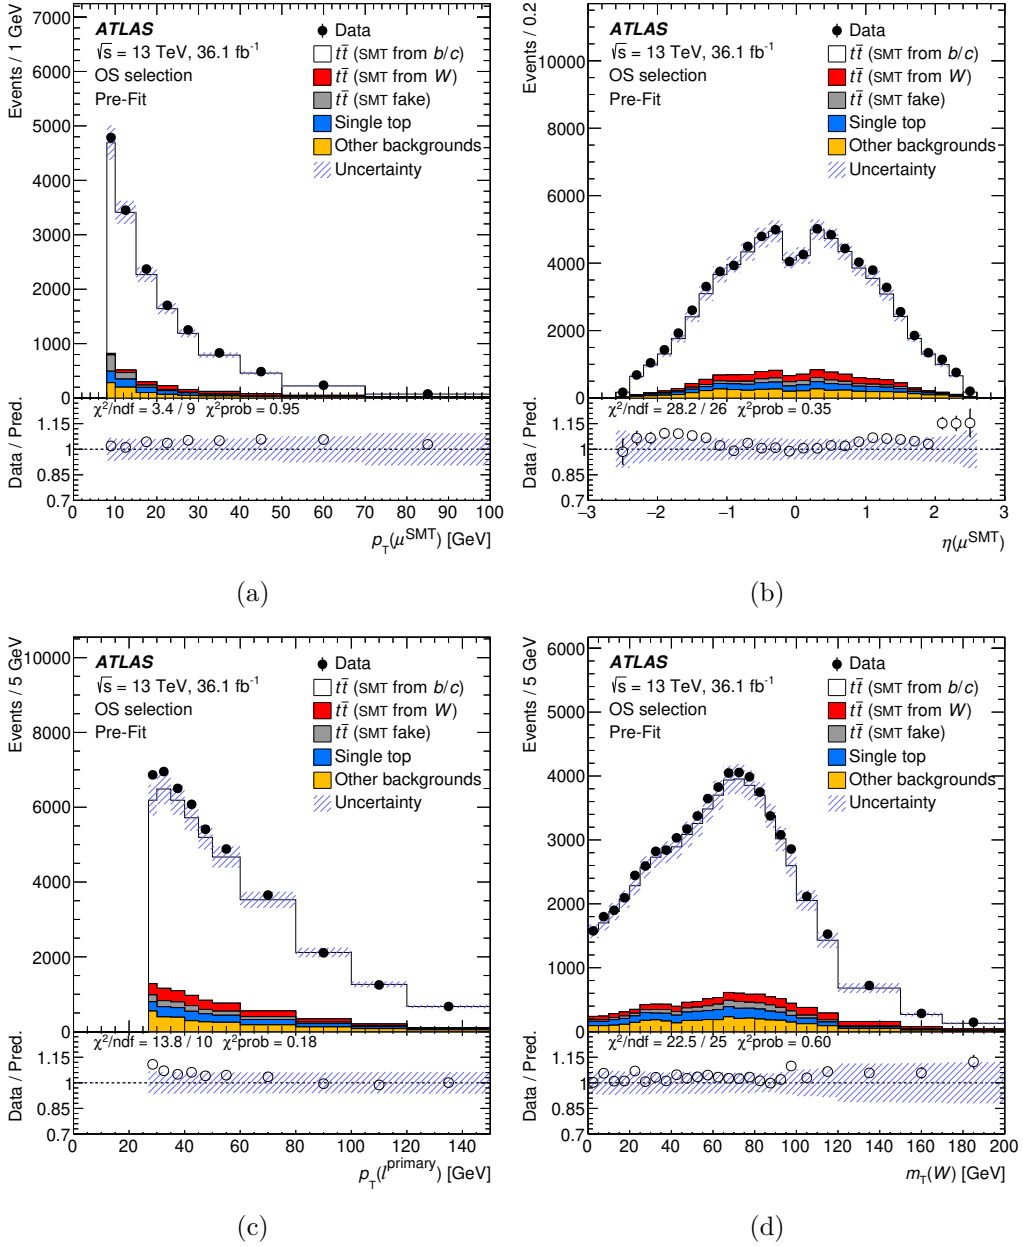 Events / 1 GeV
7000
6000
5000
4000
3000
2000
1000
0
ATLAS
√s = 13 TeV, 36.1 fb⁻¹
OS selection
Pre-Fit
Data
tt̄ (SMT from b/c)
tt̄ (SMT from W)
tt̄ (SMT fake)
Single top
Other backgrounds
Uncertainty
χ²/ndf = 3.4 / 9 χ²prob = 0.95
Data / Pred.
1.15
1
0.85
0.7
10 20 30 40 50 60 70 80 90 100
p_T(μ^SMT) [GeV]
(a)
Events / 0.2
10000
8000
6000
4000
2000
0
ATLAS
√s = 13 TeV, 36.1 fb⁻¹
OS selection
Pre-Fit
Data
tt̄ (SMT from b/c)
tt̄ (SMT from W)
tt̄ (SMT fake)
Single top
Other backgrounds
Uncertainty
χ²/ndf = 28.2 / 26 χ²prob = 0.35
Data / Pred.
1.15
1
0.85
0.7
−3 −2 −1 0 1 2 3
η(μ^SMT)
(b)
Events / 5 GeV
10000
8000
6000
4000
2000
0
ATLAS
√s = 13 TeV, 36.1 fb⁻¹
OS selection
Pre-Fit
Data
tt̄ (SMT from b/c)
tt̄ (SMT from W)
tt̄ (SMT fake)
Single top
Other backgrounds
Uncertainty
χ²/ndf = 13.8 / 10 χ²prob = 0.18
Data / Pred.
1.15
1
0.85
0.7
0 20 40 60 80 100 120 140
p_T(l^primary) [GeV]
(c)
Events / 5 GeV
6000
5000
4000
3000
2000
1000
0
ATLAS
√s = 13 TeV, 36.1 fb⁻¹
OS selection
Pre-Fit
Data
tt̄ (SMT from b/c)
tt̄ (SMT from W)
tt̄ (SMT fake)
Single top
Other backgrounds
Uncertainty
χ²/ndf = 22.5 / 25 χ²prob = 0.60
Data / Pred.
1.15
1
0.85
0.7
0 20 40 60 80 100 120 140 160 180 200
m_T(W) [GeV]
(d)